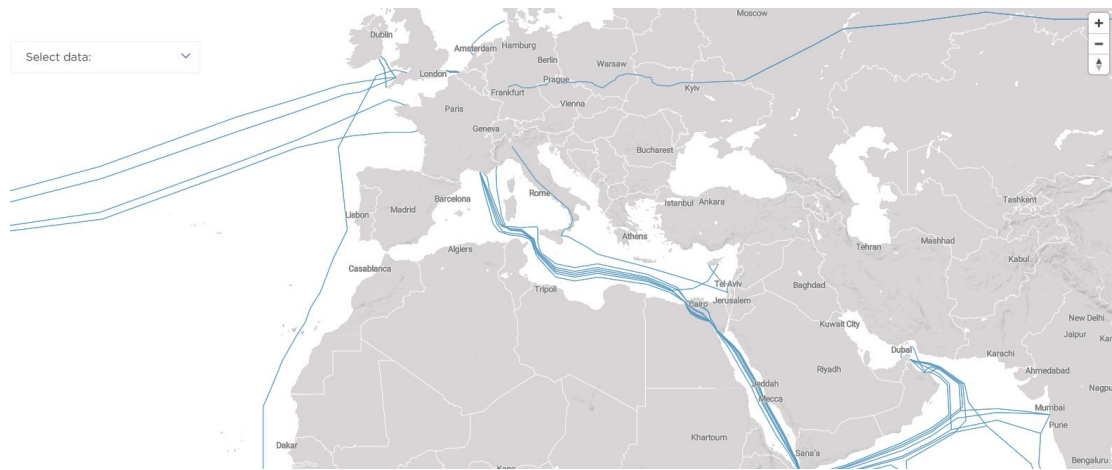 Moscow
Dublin
Select data:
Amsterdam
Hamburg
Berlin
Warsaw
London
Prague
Frankfurt
Kyiv
Paris
Vienna
Geneva
Bucharest
Rome
Barcelona
Madrid
Lisbon
Istanbul
Ankara
Tashkent
Athens
Algiers
Tehran
Mashhad
Kabul
Casablanca
Tel Aviv
Baghdad
Tripoli
Cairo
Jerusalem
Kuwait City
New Delhi
Jaipur
Dubai
Karachi
Riyadh
Ahmedabad
Jeddah
Mecca
Mumbai
Pune
Khartoum
Dakar
Sana'a
Bengaluru